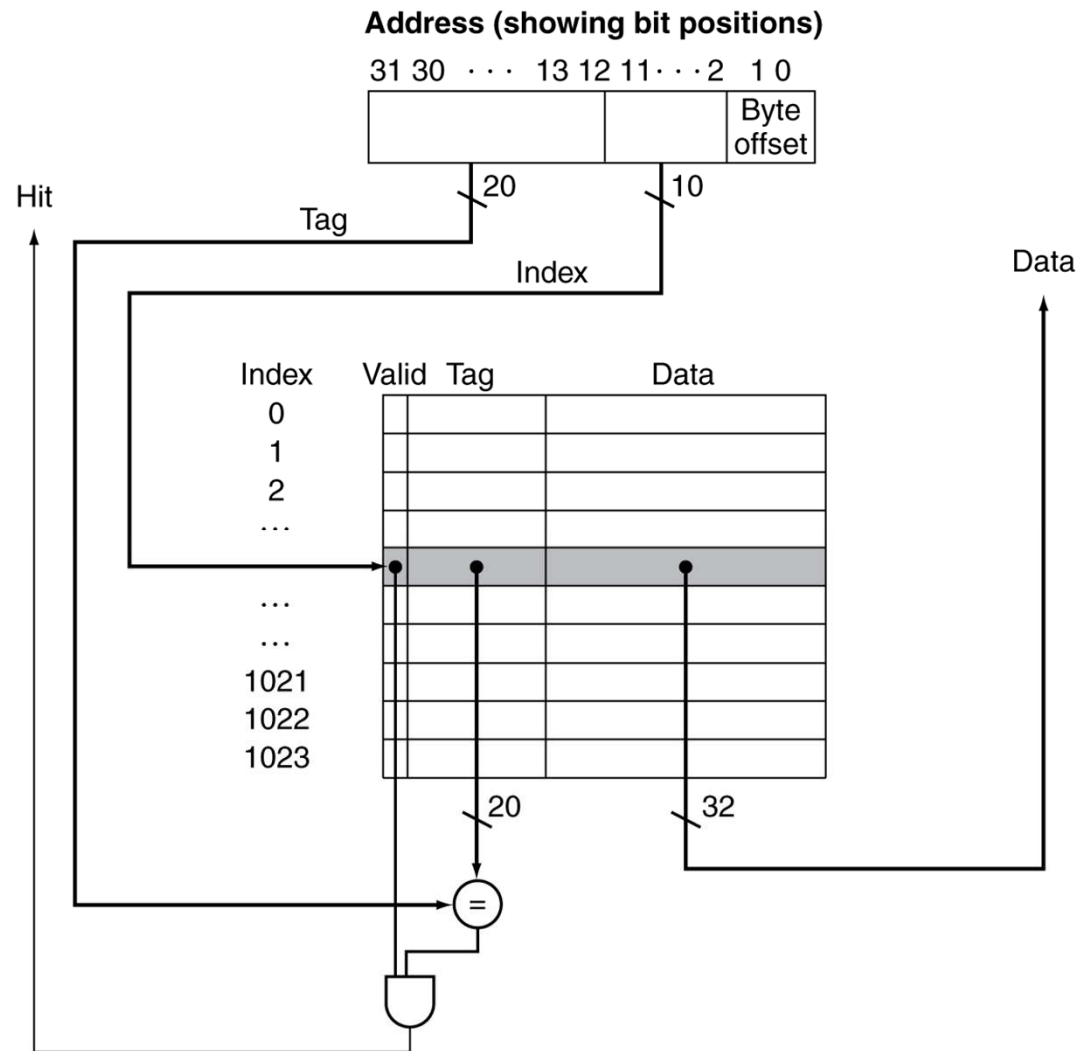 Address (showing bit positions)
31 30 · · · 13 12 11 · · · 2 1 0
Byte
offset
20
10
Hit
Tag
Index
Data
Index Valid Tag Data
0
1
2
...
...
...
1021
1022
1023
20
32
=